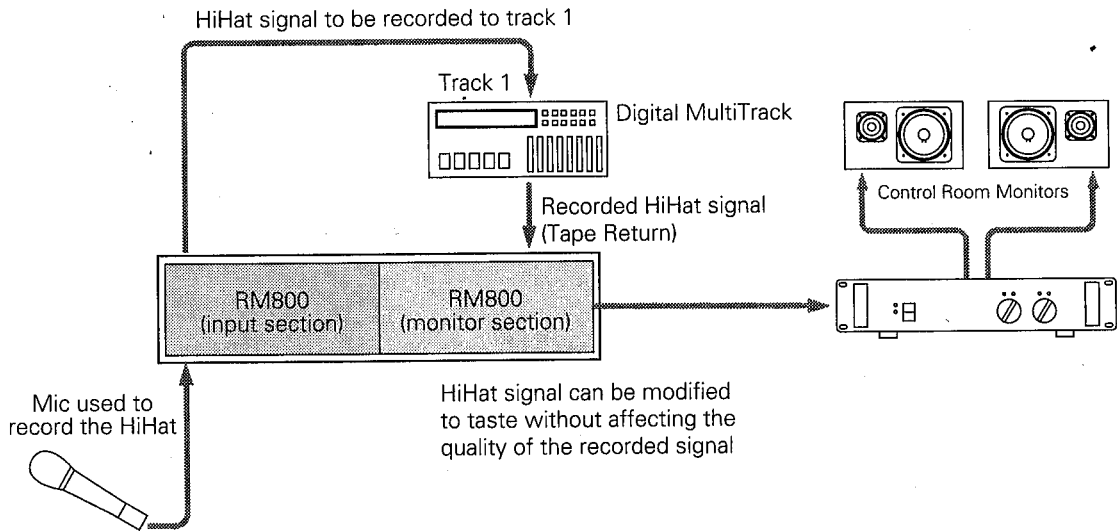 HiHat signal to be recorded to track 1
Track 1
Digital MultiTrack
Recorded HiHat signal
(Tape Return)
Control Room Monitors
RM800
(input section)
RM800
(monitor section)
Mic used to
record the HiHat
HiHat signal can be modified
to taste without affecting the
quality of the recorded signal